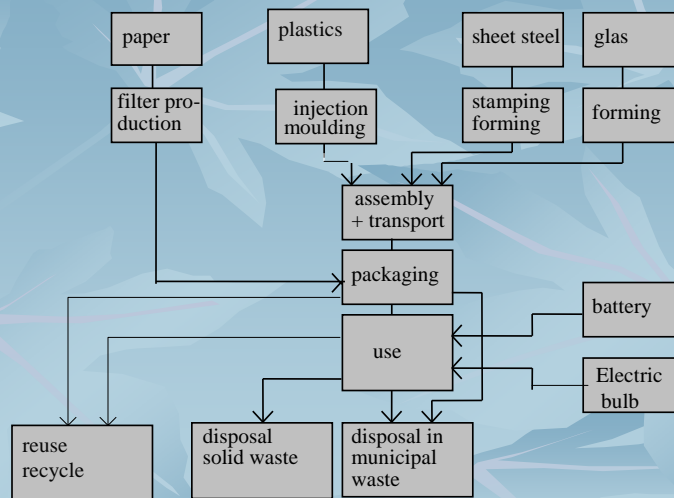 paper
plastics
sheet steel
glas
filter pro-
duction
injection
moulding
stamping
forming
forming
assembly
+ transport
packaging
battery
use
Electric
bulb
reuse
recycle
disposal
solid waste
disposal in
municipal
waste